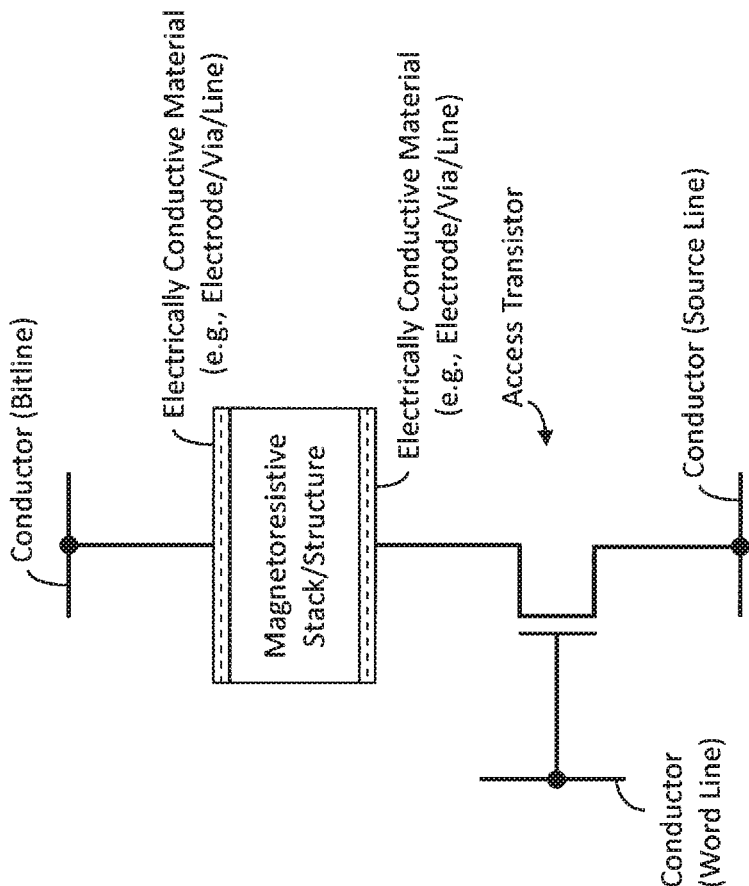 Conductor (Bitline)
Electrically Conductive Material
(e.g., Electrode/Via/Line)
Magnetoresistive
Stack/Structure
Electrically Conductive Material
(e.g., Electrode/Via/Line)
Access Transistor
Conductor (Source Line)
Conductor
(Word Line)